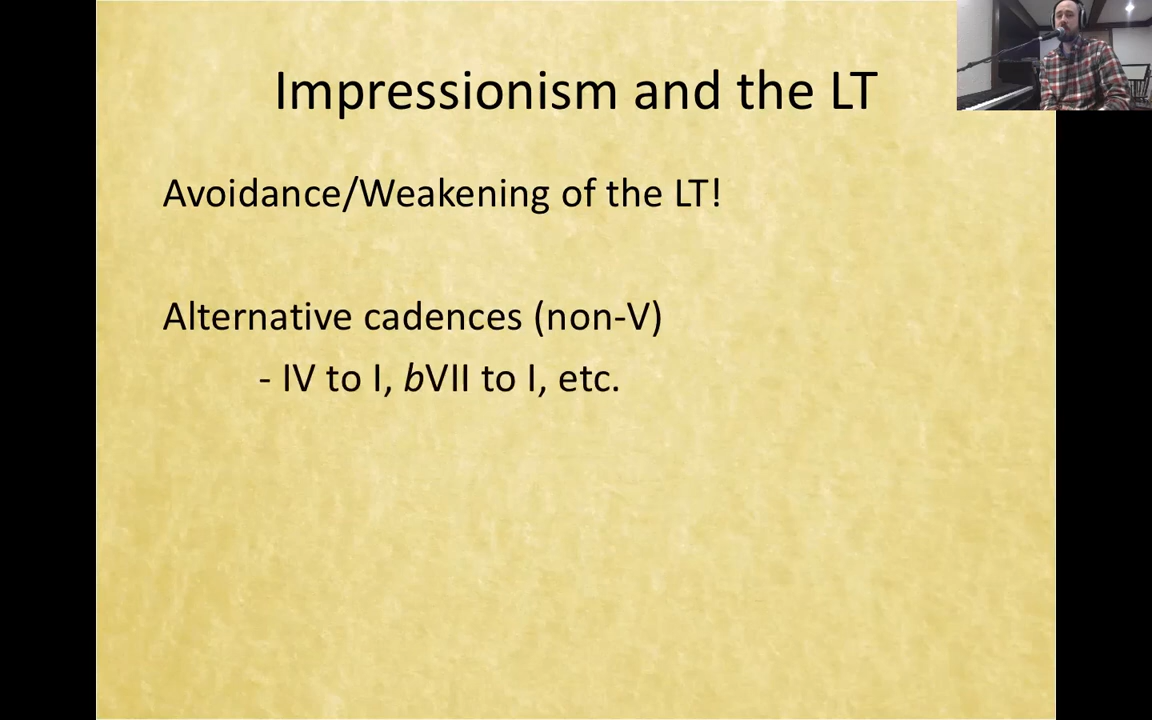 Impressionism and the LT
Avoidance/Weakening of the LT!
Alternative cadences (non-V)
- IV to I, bVII to I, etc.